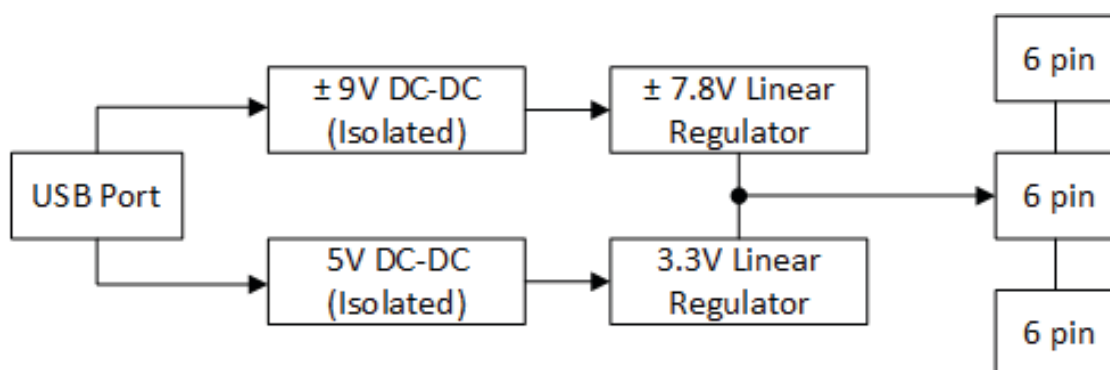 6 pin
± 9V DC-DC
(Isolated)
± 7.8V Linear
Regulator
USB Port
6 pin
5V DC-DC
(Isolated)
3.3V Linear
Regulator
6 pin